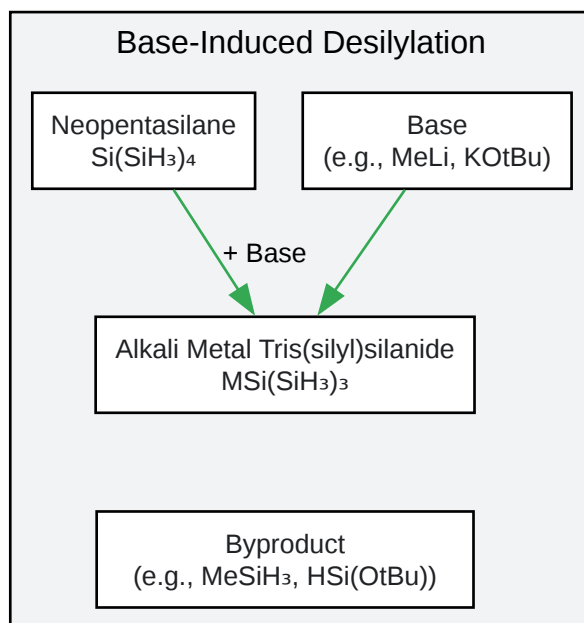 Base-Induced Desilylation
Neopentasilane
Si(SiH₃)₄
Base
(e.g., MeLi, KOtBu)
+ Base
Alkali Metal Tris(silyl)silanide
MSi(SiH₃)₃
Byproduct
(e.g., MeSiH₃, HSi(OtBu))